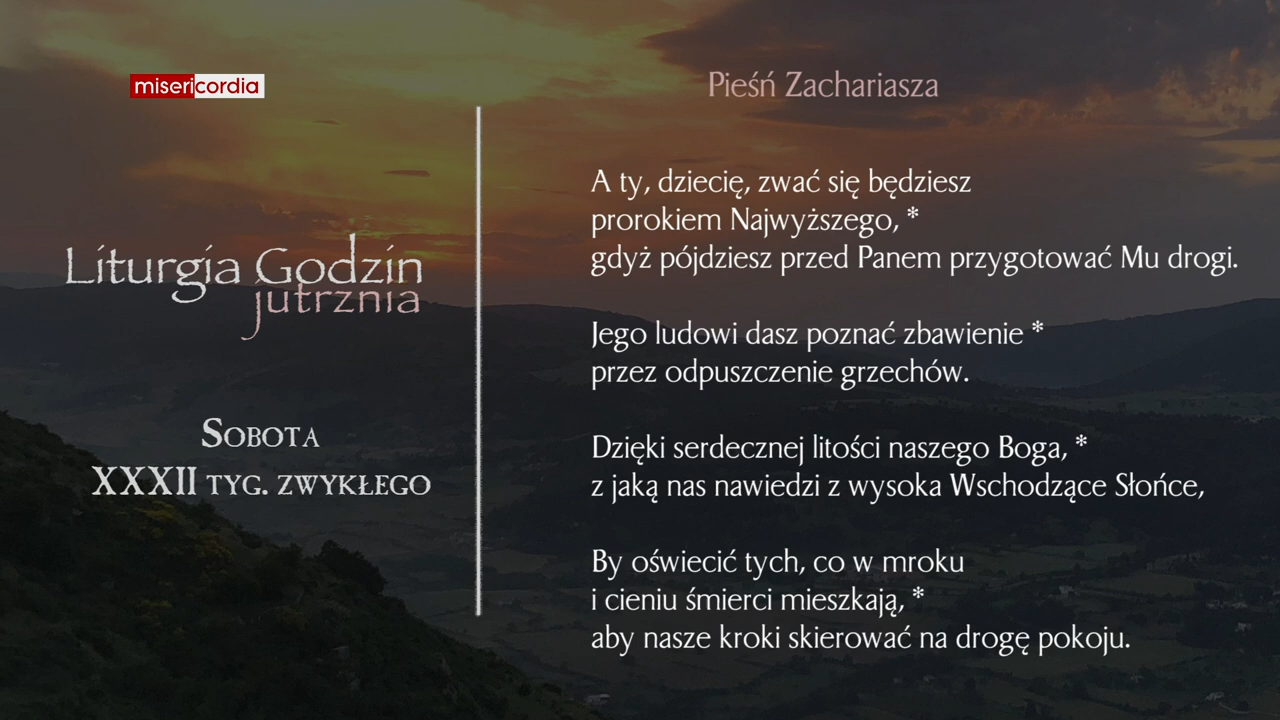 misericordia
Liturgia Godzin
jutrznia
Sobota
XXXII tyg. zwykłego
Pieśń Zachariasza
A ty, dziecię, zwać się będziesz
prorokiem Najwyższego, *
gdyż pójdziesz przed Panem przygotować Mu drogi.
Jego ludowi dasz poznać zbawienie *
przez odpuszczenie grzechów.
Dzięki serdecznej litości naszego Boga, *
z jaką nas nawiedzi z wysoka Wschodzące Słońce,
By oświecić tych, co w mroku
i cieniu śmierci mieszkają, *
aby nasze kroki skierować na drogę pokoju.